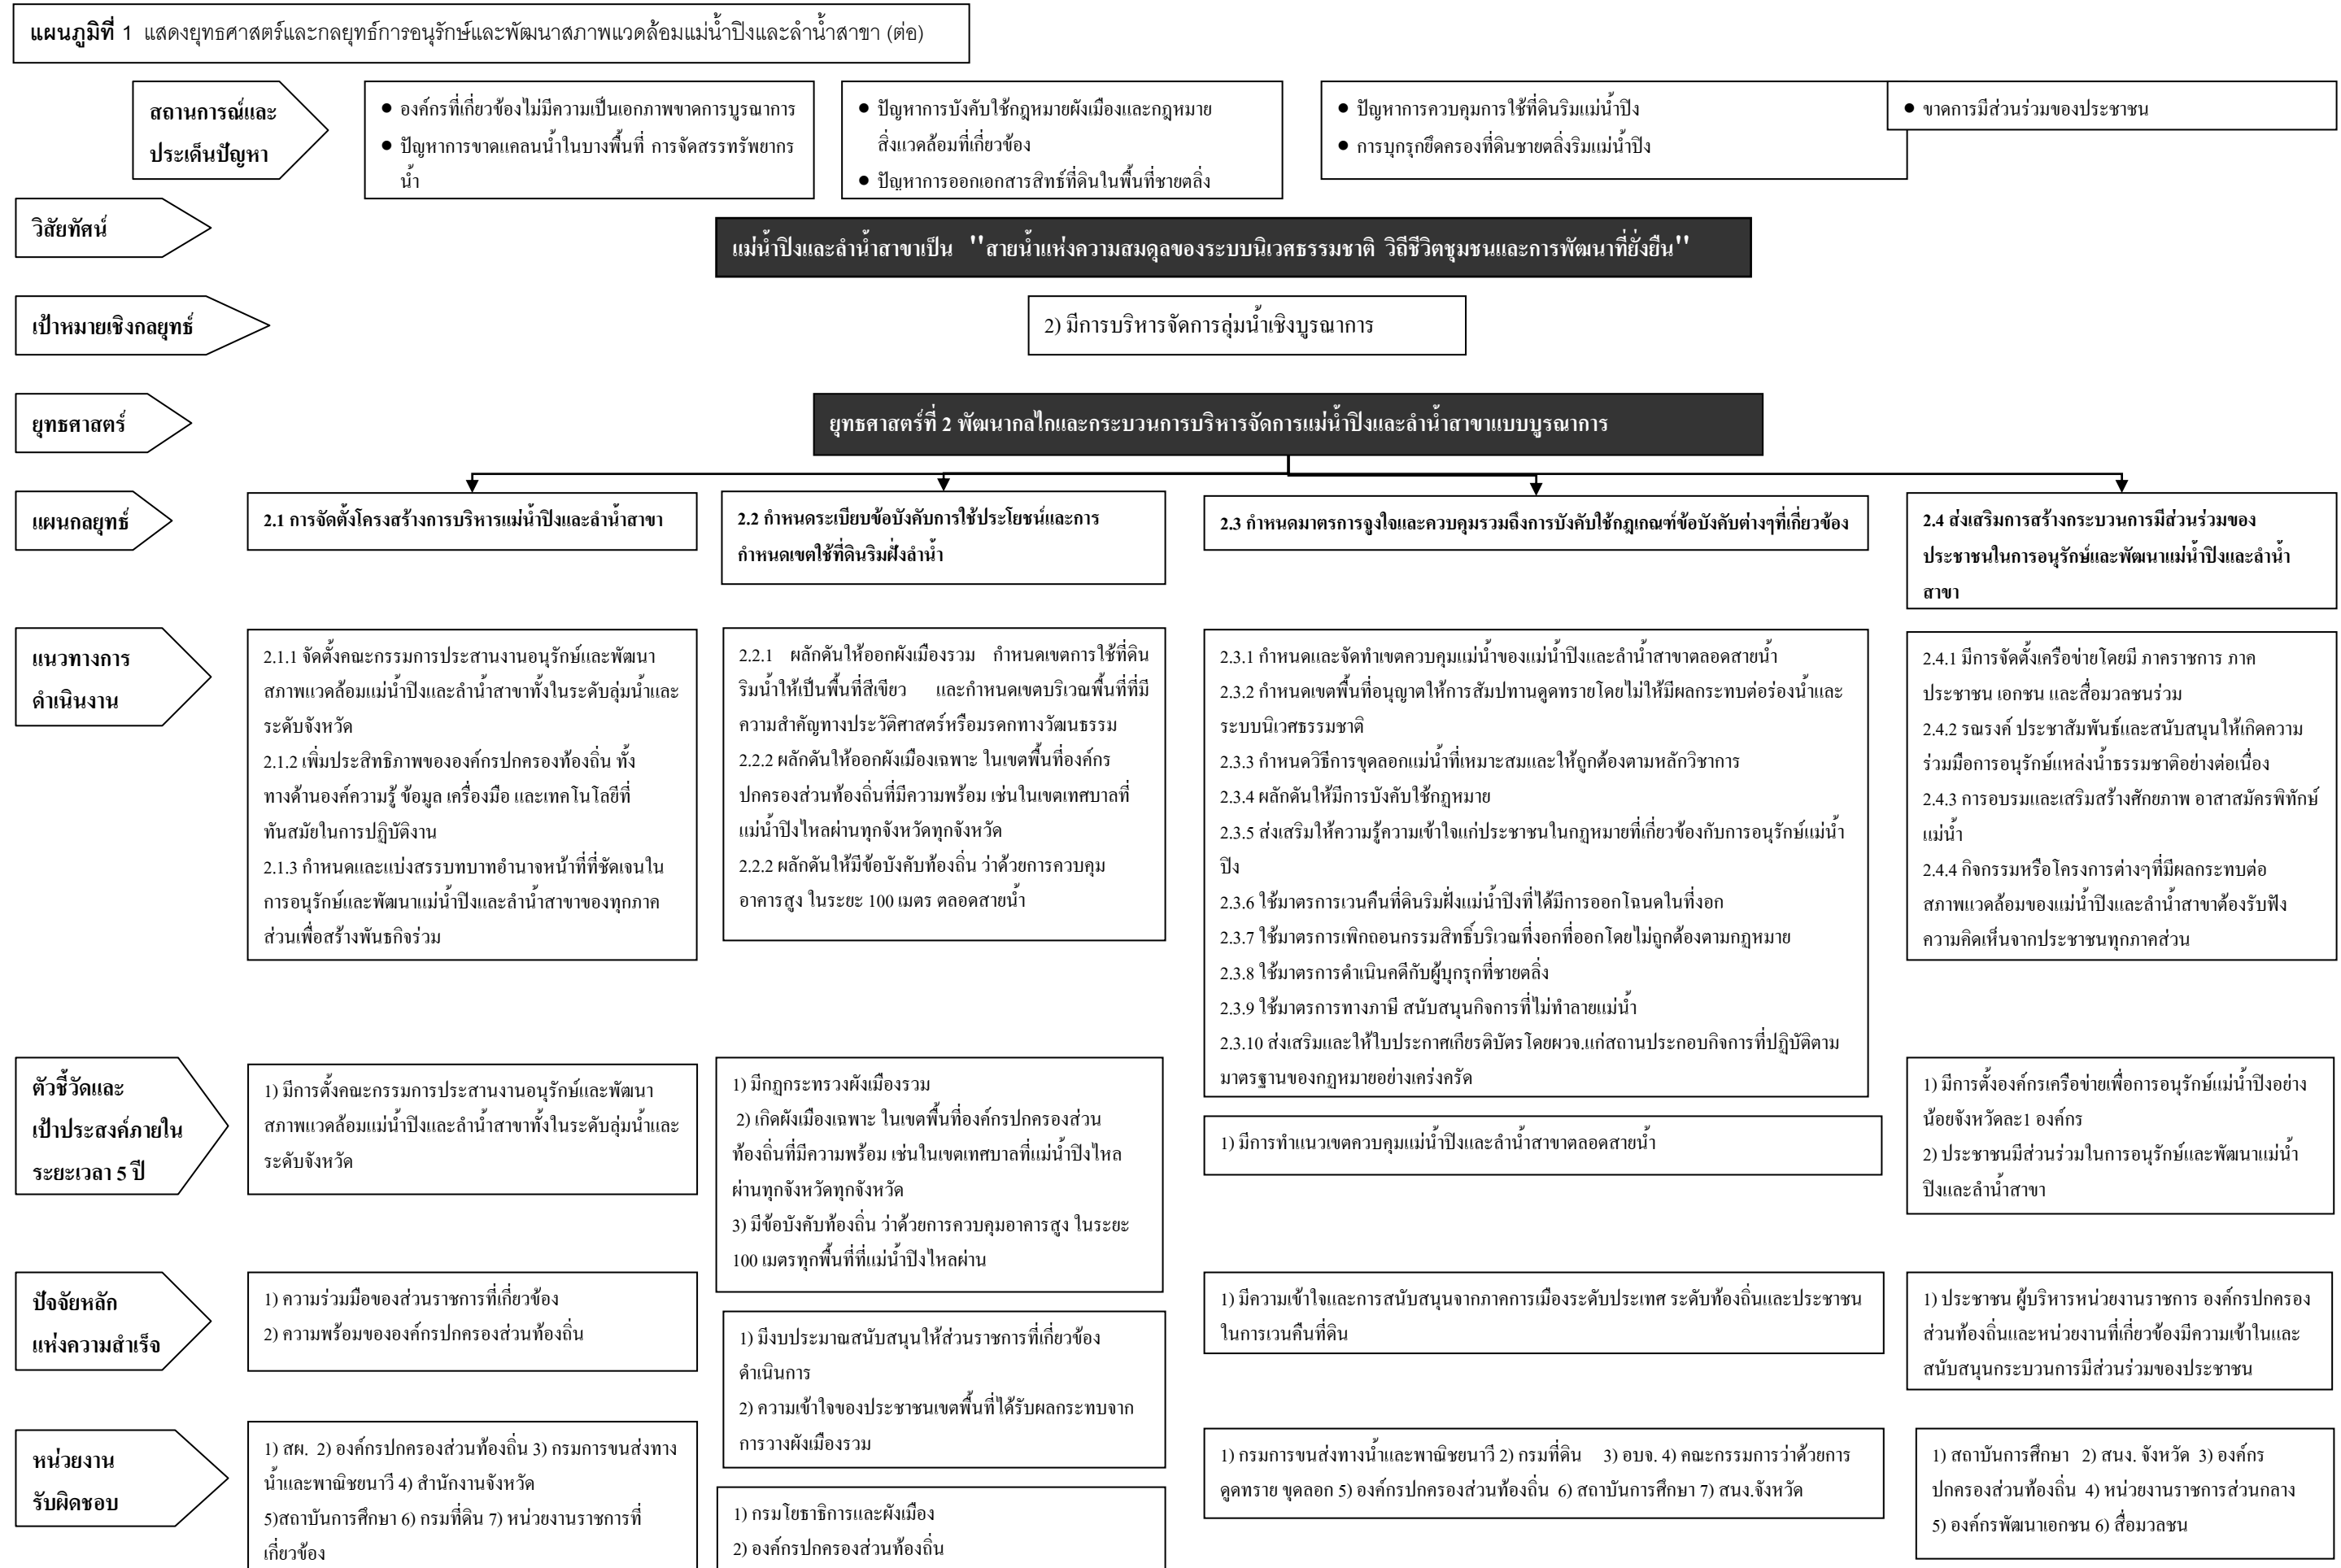 แผนภูมิที่ 1 แสดงยุทธศาสตร์และกลยุทธ์การอนุรักษ์และพัฒนาสภาพแวดล้อมแม่น้ำปิงและลำน้ำสาขา (ต่อ)
สถานการณ์และ
ประเด็นปัญหา
● องค์กรที่เกี่ยวข้องไม่มีความเป็นเอกภาพขาดการบูรณาการ
● ปัญหาการขาดแคลนน้ำในบางพื้นที่ การจัดสรรทรัพยากร
น้ำ
● ปัญหาการบังคับใช้กฎหมายผังเมืองและกฎหมาย
สิ่งแวดล้อมที่เกี่ยวข้อง
● ปัญหาการออกเอกสารสิทธ์ที่ดินในพื้นที่ชายตลิ่ง
● ปัญหาการควบคุมการใช้ที่ดินริมแม่น้ำปิง
● การบุกรุกยึดครองที่ดินชายตลิ่งริมแม่น้ำปิง
● ขาดการมีส่วนร่วมของประชาชน
วิสัยทัศน์
แม่น้ำปิงและลำน้ำสาขาเป็น ''สายน้ำแห่งความสมดุลของระบบนิเวศธรรมชาติ วิถีชีวิตชุมชนและการพัฒนาที่ยั่งยืน''
เป้าหมายเชิงกลยุทธ์
2) มีการบริหารจัดการลุ่มน้ำเชิงบูรณาการ
ยุทธศาสตร์
ยุทธศาสตร์ที่ 2 พัฒนากลไกและกระบวนการบริหารจัดการแม่น้ำปิงและลำน้ำสาขาแบบบูรณาการ
แผนกลยุทธ์
2.1 การจัดตั้งโครงสร้างการบริหารแม่น้ำปิงและลำน้ำสาขา
2.2 กำหนดระเบียบข้อบังคับการใช้ประโยชน์และการ
กำหนดเขตใช้ที่ดินริมฝั่งลำน้ำ
2.3 กำหนดมาตรการจูงใจและควบคุมรวมถึงการบังคับใช้กฎเกณฑ์ข้อบังคับต่างๆที่เกี่ยวข้อง
2.4 ส่งเสริมการสร้างกระบวนการมีส่วนร่วมของ
ประชาชนในการอนุรักษ์และพัฒนาแม่น้ำปิงและลำน้ำ
สาขา
แนวทางการ
ดำเนินงาน
2.1.1 จัดตั้งคณะกรรมการประสานงานอนุรักษ์และพัฒนา
สภาพแวดล้อมแม่น้ำปิงและลำน้ำสาขาทั้งในระดับลุ่มน้ำและ
ระดับจังหวัด
2.1.2 เพิ่มประสิทธิภาพขององค์กรปกครองท้องถิ่น ทั้ง
ทางด้านองค์ความรู้ ข้อมูล เครื่องมือ และเทคโนโลยีที่
ทันสมัยในการปฏิบัติงาน
2.1.3 กำหนดและแบ่งสรรบทบาทอำนาจหน้าที่ที่ชัดเจนใน
การอนุรักษ์และพัฒนาแม่น้ำปิงและลำน้ำสาขาของทุกภาค
ส่วนเพื่อสร้างพันธกิจร่วม
2.2.1 ผลักดันให้ออกผังเมืองรวม กำหนดเขตการใช้ที่ดิน
ริมน้ำให้เป็นพื้นที่สีเขียว และกำหนดเขตบริเวณพื้นที่ที่มี
ความสำคัญทางประวัติศาสตร์หรือมรดกทางวัฒนธรรม
2.2.2 ผลักดันให้ออกผังเมืองเฉพาะ ในเขตพื้นที่องค์กร
ปกครองส่วนท้องถิ่นที่มีความพร้อม เช่นในเขตเทศบาลที่
แม่น้ำปิงไหลผ่านทุกจังหวัดทุกจังหวัด
2.2.2 ผลักดันให้มีข้อบังคับท้องถิ่น ว่าด้วยการควบคุม
อาคารสูง ในระยะ 100 เมตร ตลอดสายน้ำ
2.3.1 กำหนดและจัดทำเขตควบคุมแม่น้ำของแม่น้ำปิงและลำน้ำสาขาตลอดสายน้ำ
2.3.2 กำหนดเขตพื้นที่อนุญาตให้การสัมปทานดูดทรายโดยไม่ให้มีผลกระทบต่อร่องน้ำและ
ระบบนิเวศธรรมชาติ
2.3.3 กำหนดวิธีการขุดลอกแม่น้ำที่เหมาะสมและให้ถูกต้องตามหลักวิชาการ
2.3.4 ผลักดันให้มีการบังคับใช้กฎหมาย
2.3.5 ส่งเสริมให้ความรู้ความเข้าใจแก่ประชาชนในกฎหมายที่เกี่ยวข้องกับการอนุรักษ์แม่น้ำ
ปิง
2.3.6 ใช้มาตรการเวนคืนที่ดินริมฝั่งแม่น้ำปิงที่ได้มีการออกโฉนดในที่งอก
2.3.7 ใช้มาตรการเพิกถอนกรรมสิทธิ์บริเวณที่งอกที่ออกโดยไม่ถูกต้องตามกฎหมาย
2.3.8 ใช้มาตรการดำเนินคดีกับผู้บุกรุกที่ชายตลิ่ง
2.3.9 ใช้มาตรการทางภาษี สนับสนุนกิจการที่ไม่ทำลายแม่น้ำ
2.3.10 ส่งเสริมและให้ใบประกาศเกียรติบัตรโดยผวจ.แก่สถานประกอบกิจการที่ปฏิบัติตาม
มาตรฐานของกฎหมายอย่างเคร่งครัด
2.4.1 มีการจัดตั้งเครือข่ายโดยมี ภาคราชการ ภาค
ประชาชน เอกชน และสื่อมวลชนร่วม
2.4.2 รณรงค์ ประชาสัมพันธ์และสนับสนุนให้เกิดความ
ร่วมมือการอนุรักษ์แหล่งน้ำธรรมชาติอย่างต่อเนื่อง
2.4.3 การอบรมและเสริมสร้างศักยภาพ อาสาสมัครพิทักษ์
แม่น้ำ
2.4.4 กิจกรรมหรือโครงการต่างๆที่มีผลกระทบต่อ
สภาพแวดล้อมของแม่น้ำปิงและลำน้ำสาขาต้องรับฟัง
ความคิดเห็นจากประชาชนทุกภาคส่วน
ตัวชี้วัดและ
เป้าประสงค์ภายใน
ระยะเวลา 5 ปี
1) มีการตั้งคณะกรรมการประสานงานอนุรักษ์และพัฒนา
สภาพแวดล้อมแม่น้ำปิงและลำน้ำสาขาทั้งในระดับลุ่มน้ำและ
ระดับจังหวัด
1) มีกฎกระทรวงผังเมืองรวม
2) เกิดผังเมืองเฉพาะ ในเขตพื้นที่องค์กรปกครองส่วน
ท้องถิ่นที่มีความพร้อม เช่นในเขตเทศบาลที่แม่น้ำปิงไหล
ผ่านทุกจังหวัดทุกจังหวัด
3) มีข้อบังคับท้องถิ่น ว่าด้วยการควบคุมอาคารสูง ในระยะ
100 เมตรทุกพื้นที่ที่แม่น้ำปิงไหลผ่าน
1) มีการทำแนวเขตควบคุมแม่น้ำปิงและลำน้ำสาขาตลอดสายน้ำ
1) มีการตั้งองค์กรเครือข่ายเพื่อการอนุรักษ์แม่น้ำปิงอย่าง
น้อยจังหวัดละ1 องค์กร
2) ประชาชนมีส่วนร่วมในการอนุรักษ์และพัฒนาแม่น้ำ
ปิงและลำน้ำสาขา
ปัจจัยหลัก
แห่งความสำเร็จ
1) ความร่วมมือของส่วนราชการที่เกี่ยวข้อง
2) ความพร้อมขององค์กรปกครองส่วนท้องถิ่น
1) มีงบประมาณสนับสนุนให้ส่วนราชการที่เกี่ยวข้อง
ดำเนินการ
2) ความเข้าใจของประชาชนเขตพื้นที่ได้รับผลกระทบจาก
การวางผังเมืองรวม
1) มีความเข้าใจและการสนับสนุนจากภาคการเมืองระดับประเทศ ระดับท้องถิ่นและประชาชน
ในการเวนคืนที่ดิน
1) ประชาชน ผู้บริหารหน่วยงานราชการ องค์กรปกครอง
ส่วนท้องถิ่นและหน่วยงานที่เกี่ยวข้องมีความเข้าในและ
สนับสนุนกระบวนการมีส่วนร่วมของประชาชน
หน่วยงาน
รับผิดชอบ
1) สผ. 2) องค์กรปกครองส่วนท้องถิ่น 3) กรมการขนส่งทาง
น้ำและพาณิชยนาวี 4) สำนักงานจังหวัด
5)สถาบันการศึกษา 6) กรมที่ดิน 7) หน่วยงานราชการที่
เกี่ยวข้อง
1) กรมโยธาธิการและผังเมือง
2) องค์กรปกครองส่วนท้องถิ่น
1) กรมการขนส่งทางน้ำและพาณิชยนาวี 2) กรมที่ดิน 3) อบจ. 4) คณะกรรมการว่าด้วยการ
ดูดทราย ขุดลอก 5) องค์กรปกครองส่วนท้องถิ่น 6) สถาบันการศึกษา 7) สนง.จังหวัด
1) สถาบันการศึกษา 2) สนง. จังหวัด 3) องค์กร
ปกครองส่วนท้องถิ่น 4) หน่วยงานราชการส่วนกลาง
5) องค์กรพัฒนาเอกชน 6) สื่อมวลชน